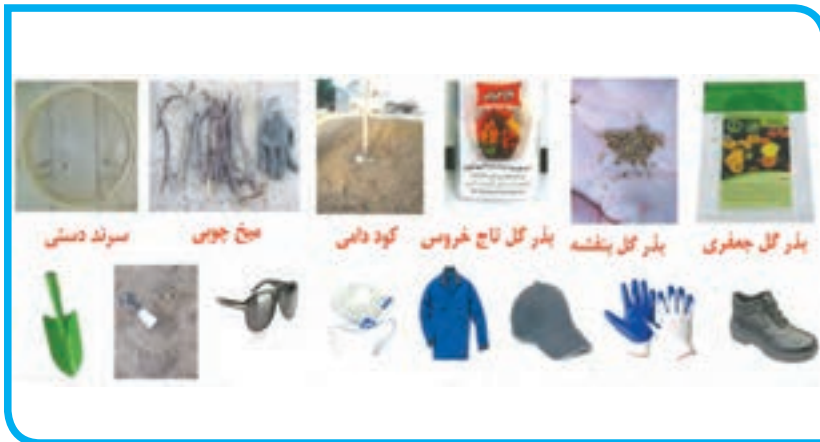 بذر گل جعفری
بذر گل بنفشه
بذر گل تاج خروس
کود دامی
میخ چوبی
سرند دستی